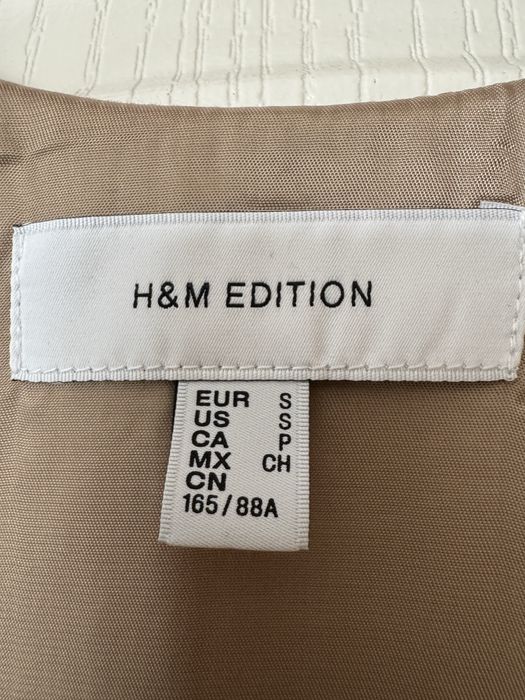 H&M EDITION
EUR S
US S
CA P
MX CH
CN
165/88A